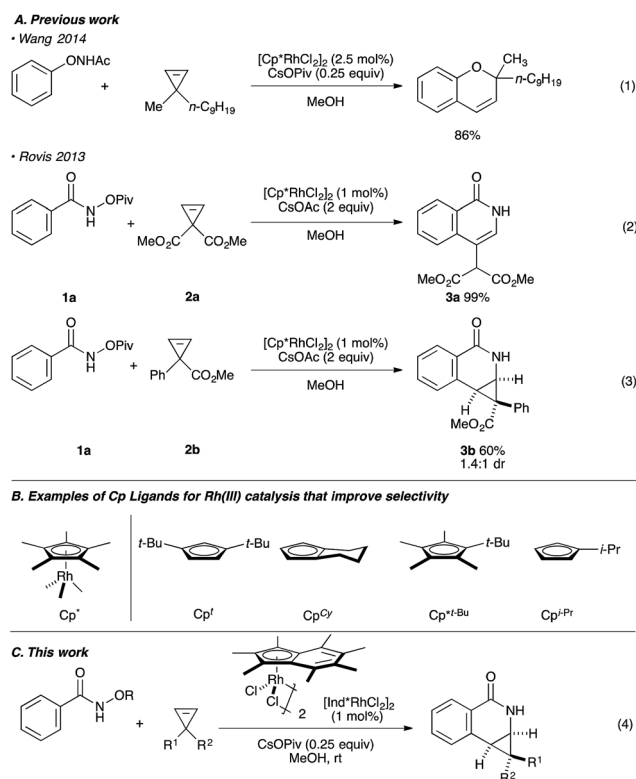 A. Previous work
• Wang 2014
ONHAc
+
Me
n-C9H19
[Cp*RhCl2]2 (2.5 mol%)
CsOPiv (0.25 equiv)
MeOH
O
CH3
n-C9H19
86%
(1)
• Rovis 2013
O
N
H
OPiv
1a
+
MeO2C
CO2Me
2a
[Cp*RhCl2]2 (1 mol%)
CsOAc (2 equiv)
MeOH
O
NH
MeO2C
CO2Me
3a 99%
(2)
O
N
H
OPiv
1a
+
Ph
CO2Me
2b
[Cp*RhCl2]2 (1 mol%)
CsOAc (2 equiv)
MeOH
O
NH
H
H
Ph
MeO2C
3b 60%
1.4:1 dr
(3)
B. Examples of Cp Ligands for Rh(III) catalysis that improve selectivity
Rh
Cp*
t-Bu
t-Bu
Cpt
CpCy
t-Bu
Cp*t-Bu
i-Pr
Cpi-Pr
C. This work
O
N
H
OR
+
R1
R2
Rh
Cl
Cl
2
[Ind*RhCl2]2
(1 mol%)
CsOPiv (0.25 equiv)
MeOH, rt
O
NH
H
H
R1
R2
(4)